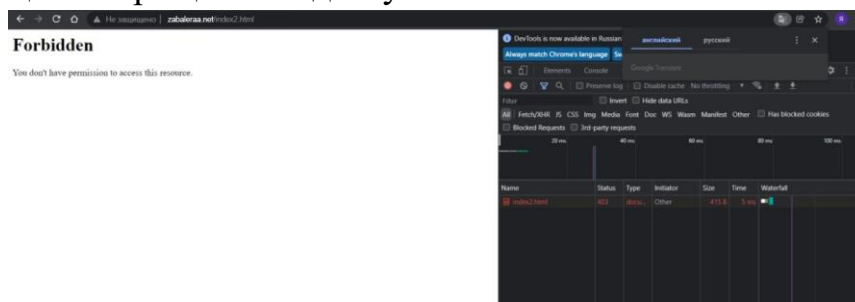 Не защищено | zabaleraa.net/index2.html
Forbidden
You don't have permission to access this resource.
DevTools is now available in Russian
Always match Chrome's language
английский русский
Google Translate
Elements Console
Preserve log Disable cache No throttling
Filter Invert Hide data URLs
All Fetch/XHR JS CSS Img Media Font Doc WS Wasm Manifest Other Has blocked cookies
Blocked Requests 3rd-party requests
20 ms 40 ms 60 ms 80 ms 100 ms
Name Status Type Initiator Size Time Waterfall
index2.html 403 docu... Other 413 B 5 ms